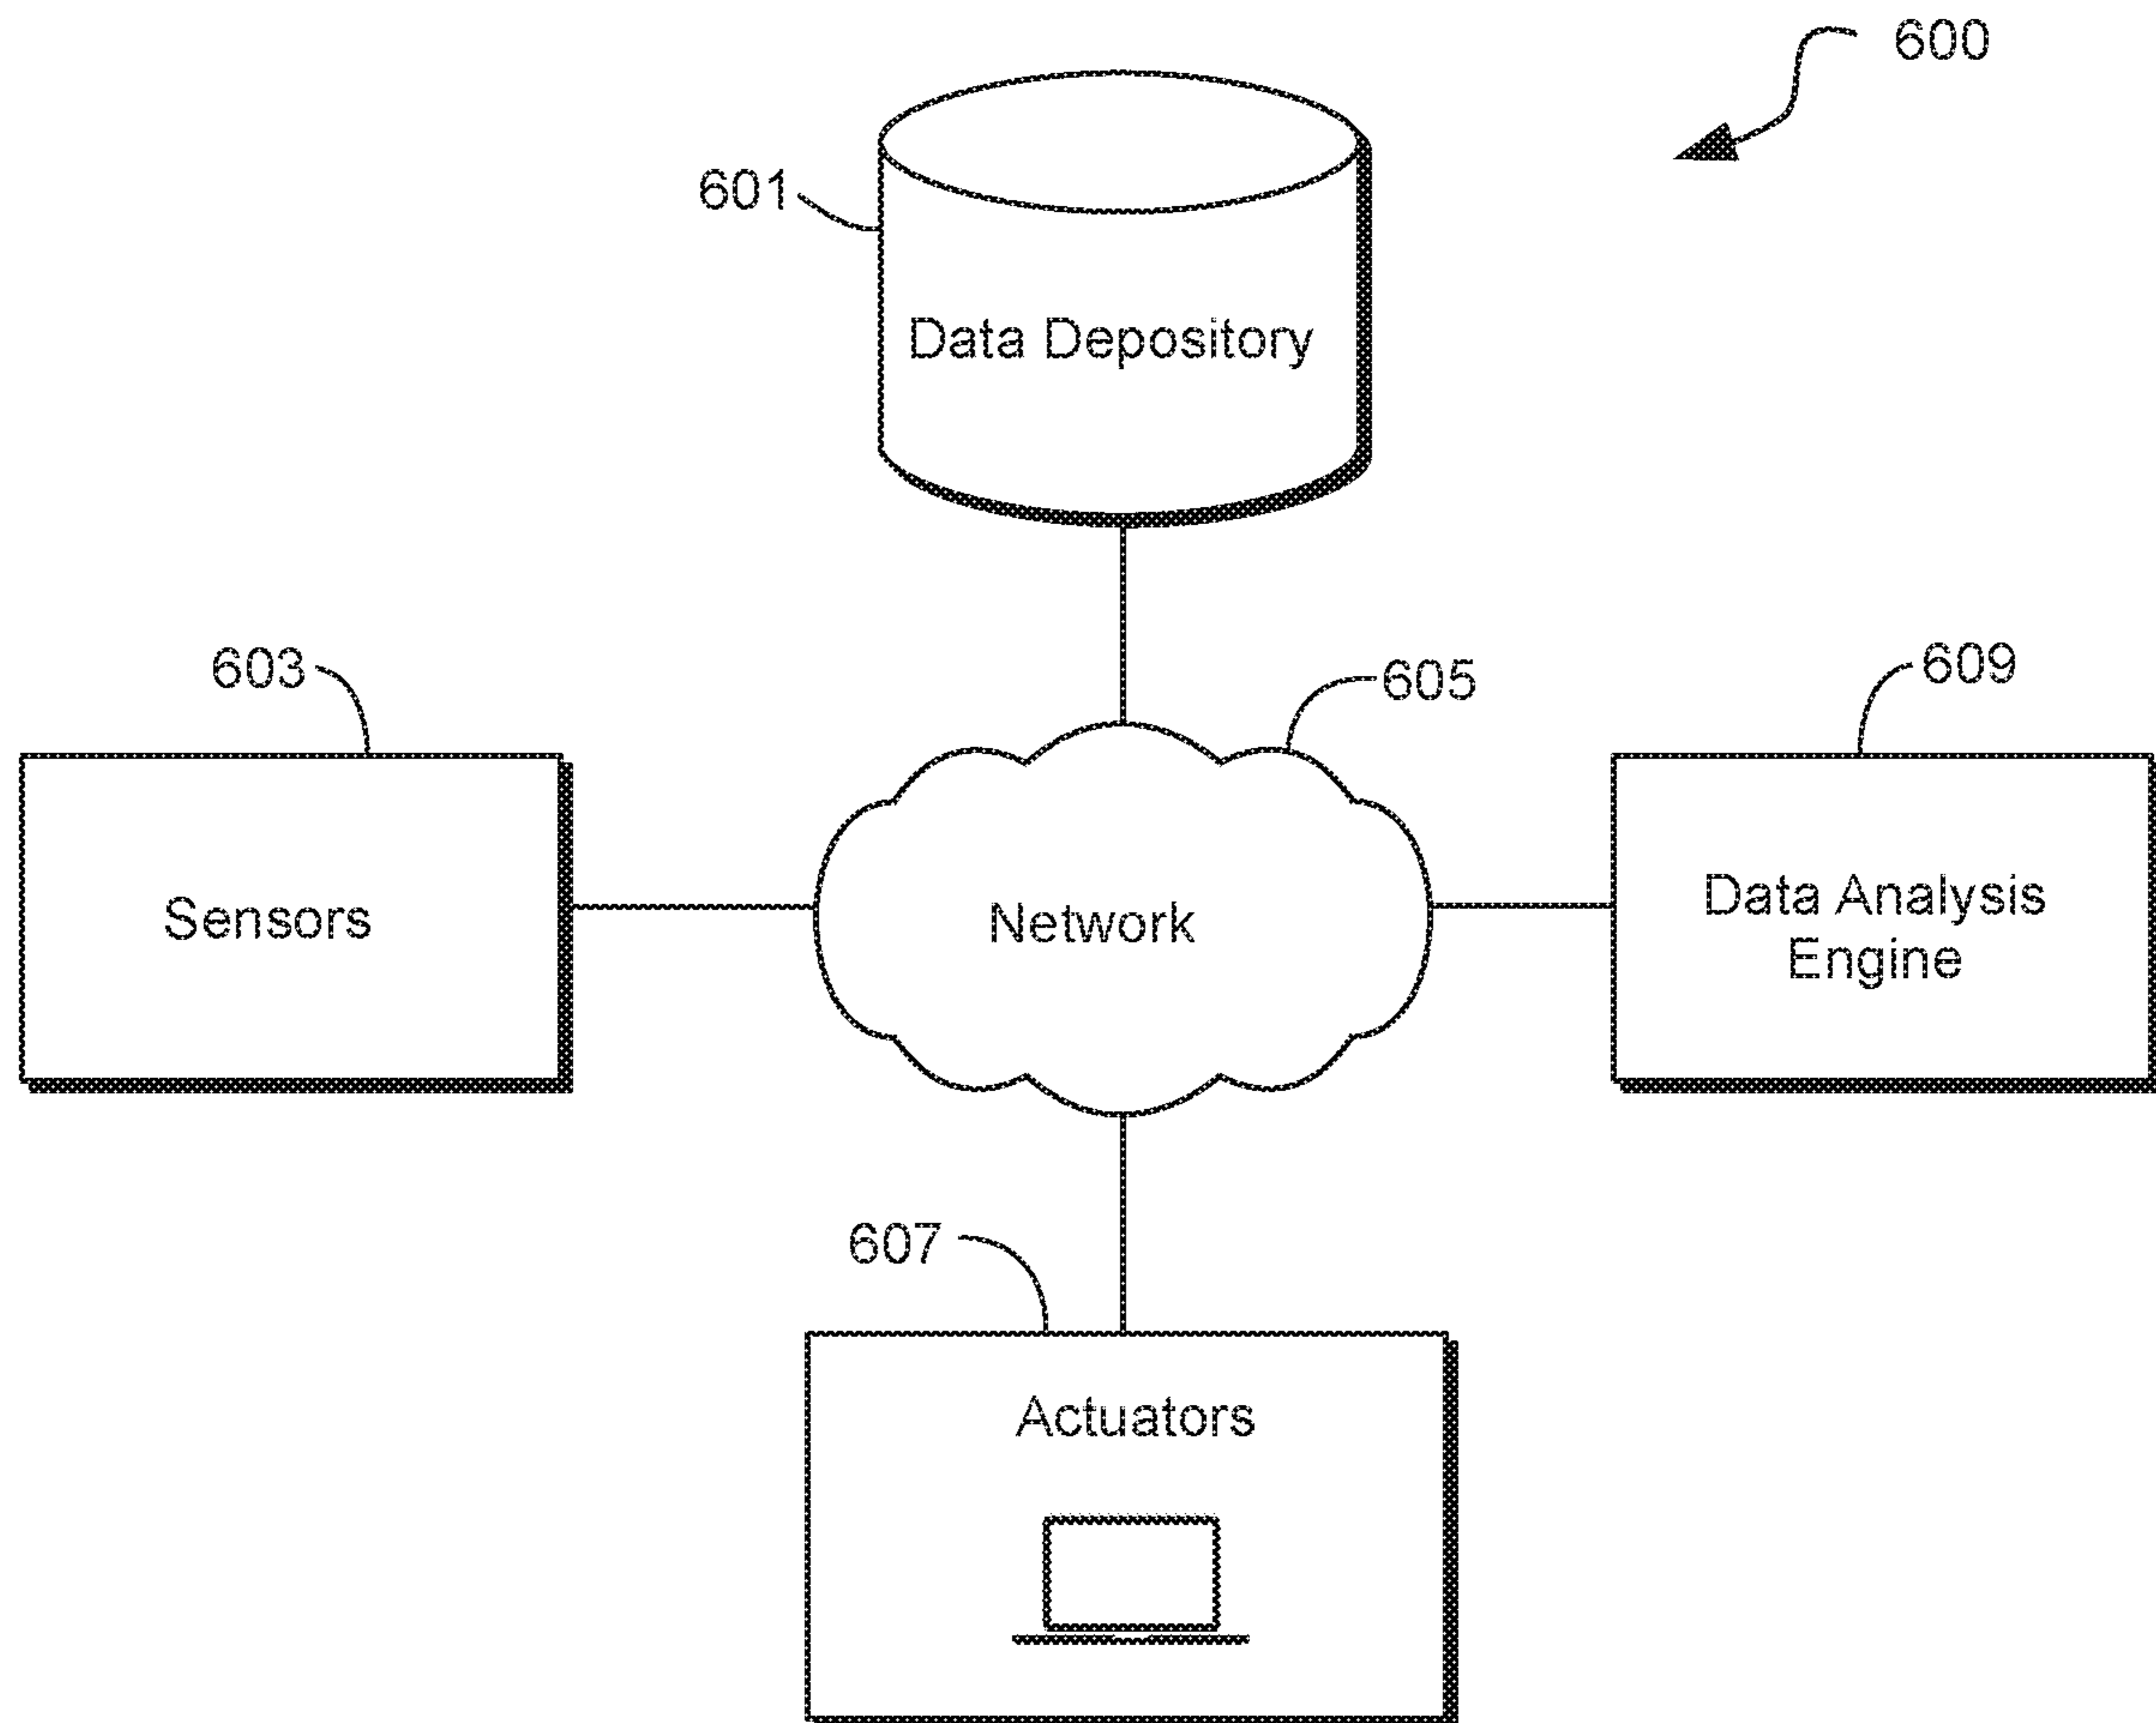 600
601
Data Depository
603
605
609
Sensors
Network
Data Analysis
Engine
607
Actuators